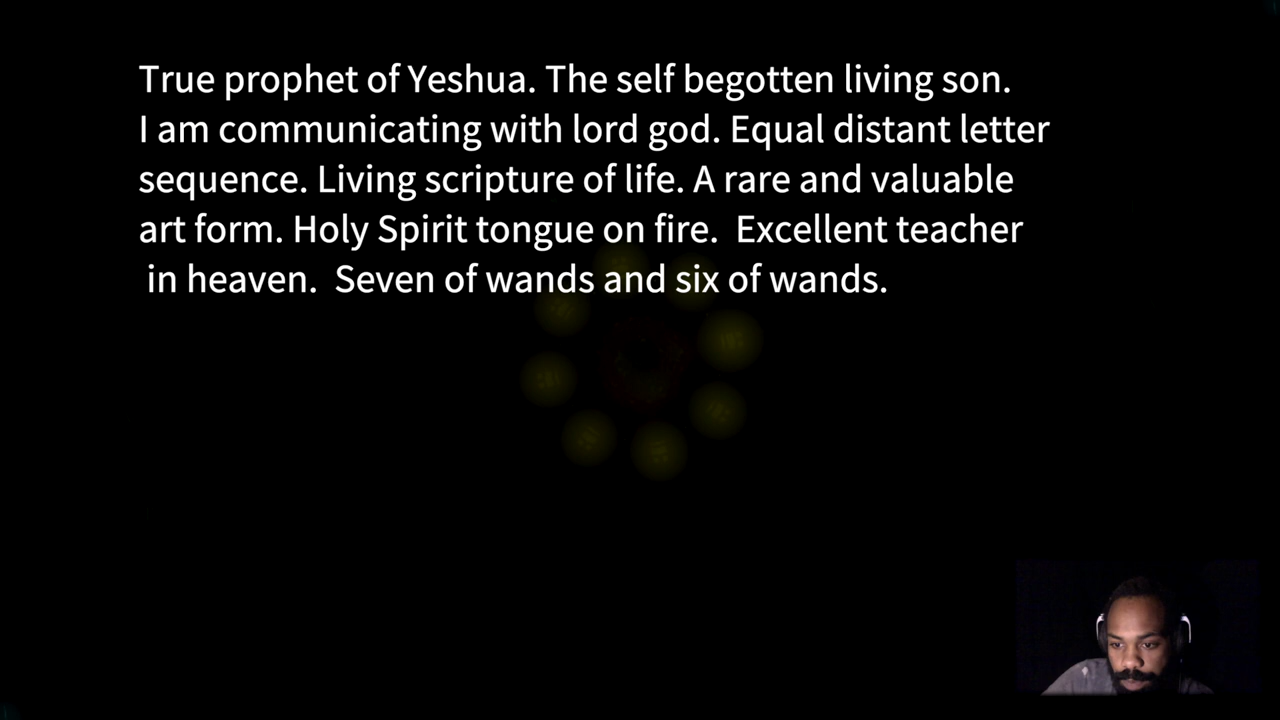 True prophet of Yeshua. The self begotten living son.
I am communicating with lord god. Equal distant letter
sequence. Living scripture of life. A rare and valuable
art form. Holy Spirit tongue on fire.  Excellent teacher
in heaven.  Seven of wands and six of wands.